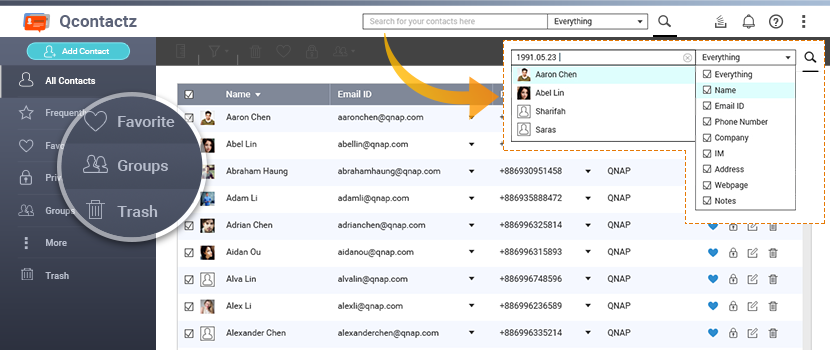 Qcontactz
Search for your contacts here
Everything
Add Contact
All Contacts
Favorite
Groups
Trash
Groups
More
Trash
1991.05.23
Everything
Aaron Chen
Abel Lin
Sharifah
Saras
Everything
Name
Email ID
Phone Number
Company
IM
Address
Webpage
Notes
Name Email ID
Aaron Chen aaronchen@qnap.com
Abel Lin abellin@qnap.com
Abraham Haung abrahamhaung@qnap.com +886930951458 QNAP
Adam Li adamli@qnap.com +886935888472 QNAP
Adrian Chen adrianchen@qnap.com +886996325814 QNAP
Aidan Ou aidanou@qnap.com +886996315893 QNAP
Alva Lin alvalin@qnap.com +886996748596 QNAP
Alex Li alexli@qnap.com +886996236589 QNAP
Alexander Chen alexanderchen@qnap.com +886996335214 QNAP